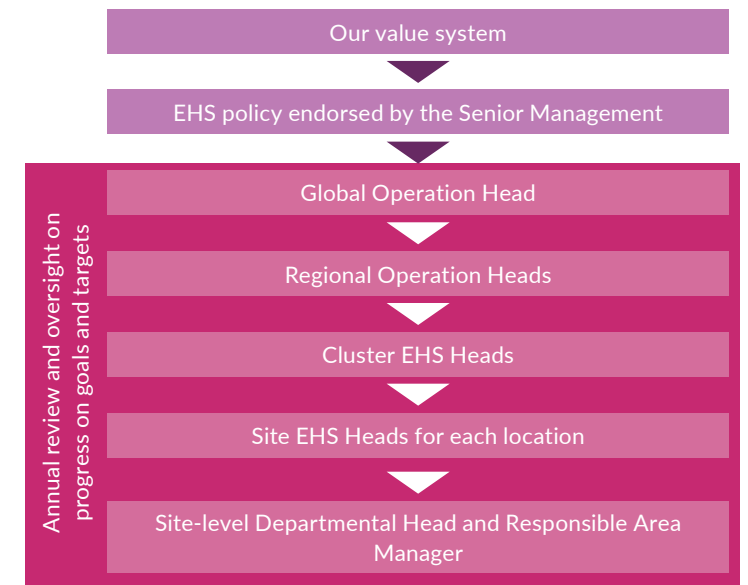 Our value system
EHS policy endorsed by the Senior Management
Annual review and oversight on
progress on goals and targets
Global Operation Head
Regional Operation Heads
Cluster EHS Heads
Site EHS Heads for each location
Site-level Departmental Head and Responsible Area
Manager